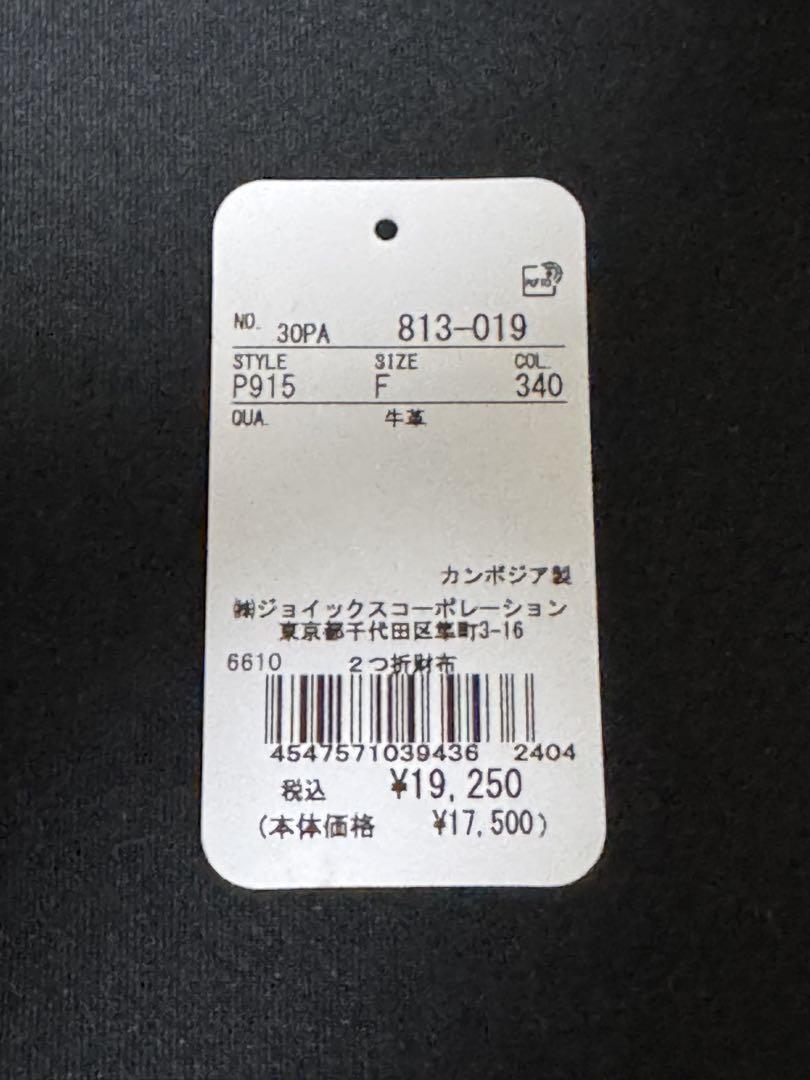 RFID
NO. 30PA 813-019
STYLE SIZE COL.
P915 F 340
QUA. 牛革
カンボジア製
㈱ジョイックスコーポレーション
東京都千代田区隼町3-16
6610 2つ折財布
4547571039436 2404
税込 ¥19,250
(本体価格 ¥17,500)